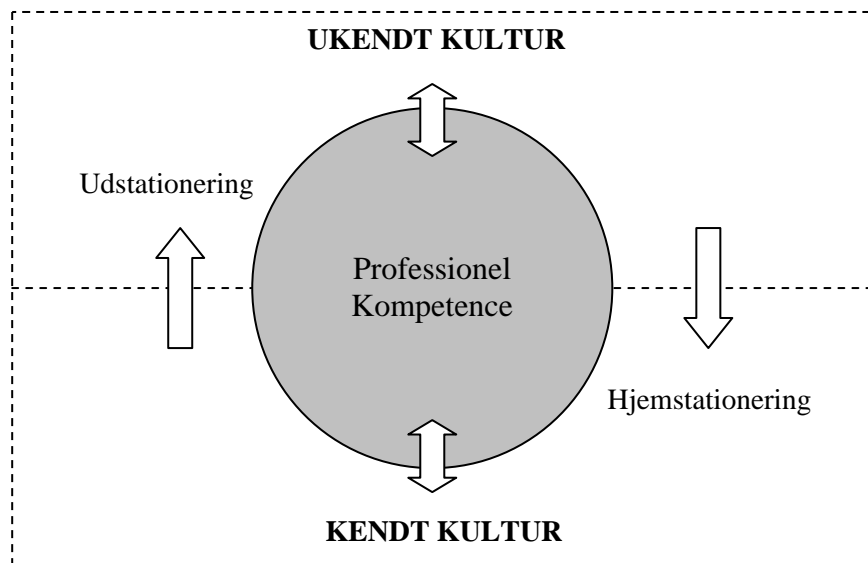 UKENDT KULTUR
Udstationering
Professionel
Kompetence
Hjemstationering
KENDT KULTUR